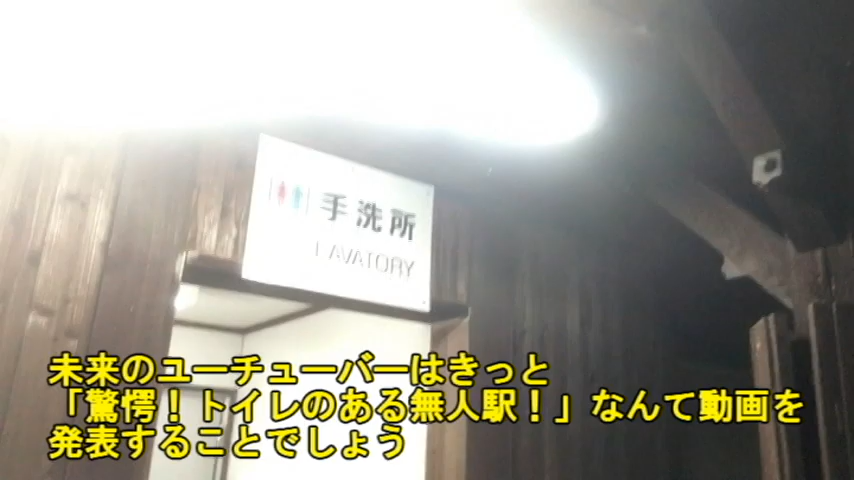 手洗所
LAVATORY
未来のユーチューバーはきっと
「驚愕！トイレのある無人駅！」なんて動画を
発表することでしょう